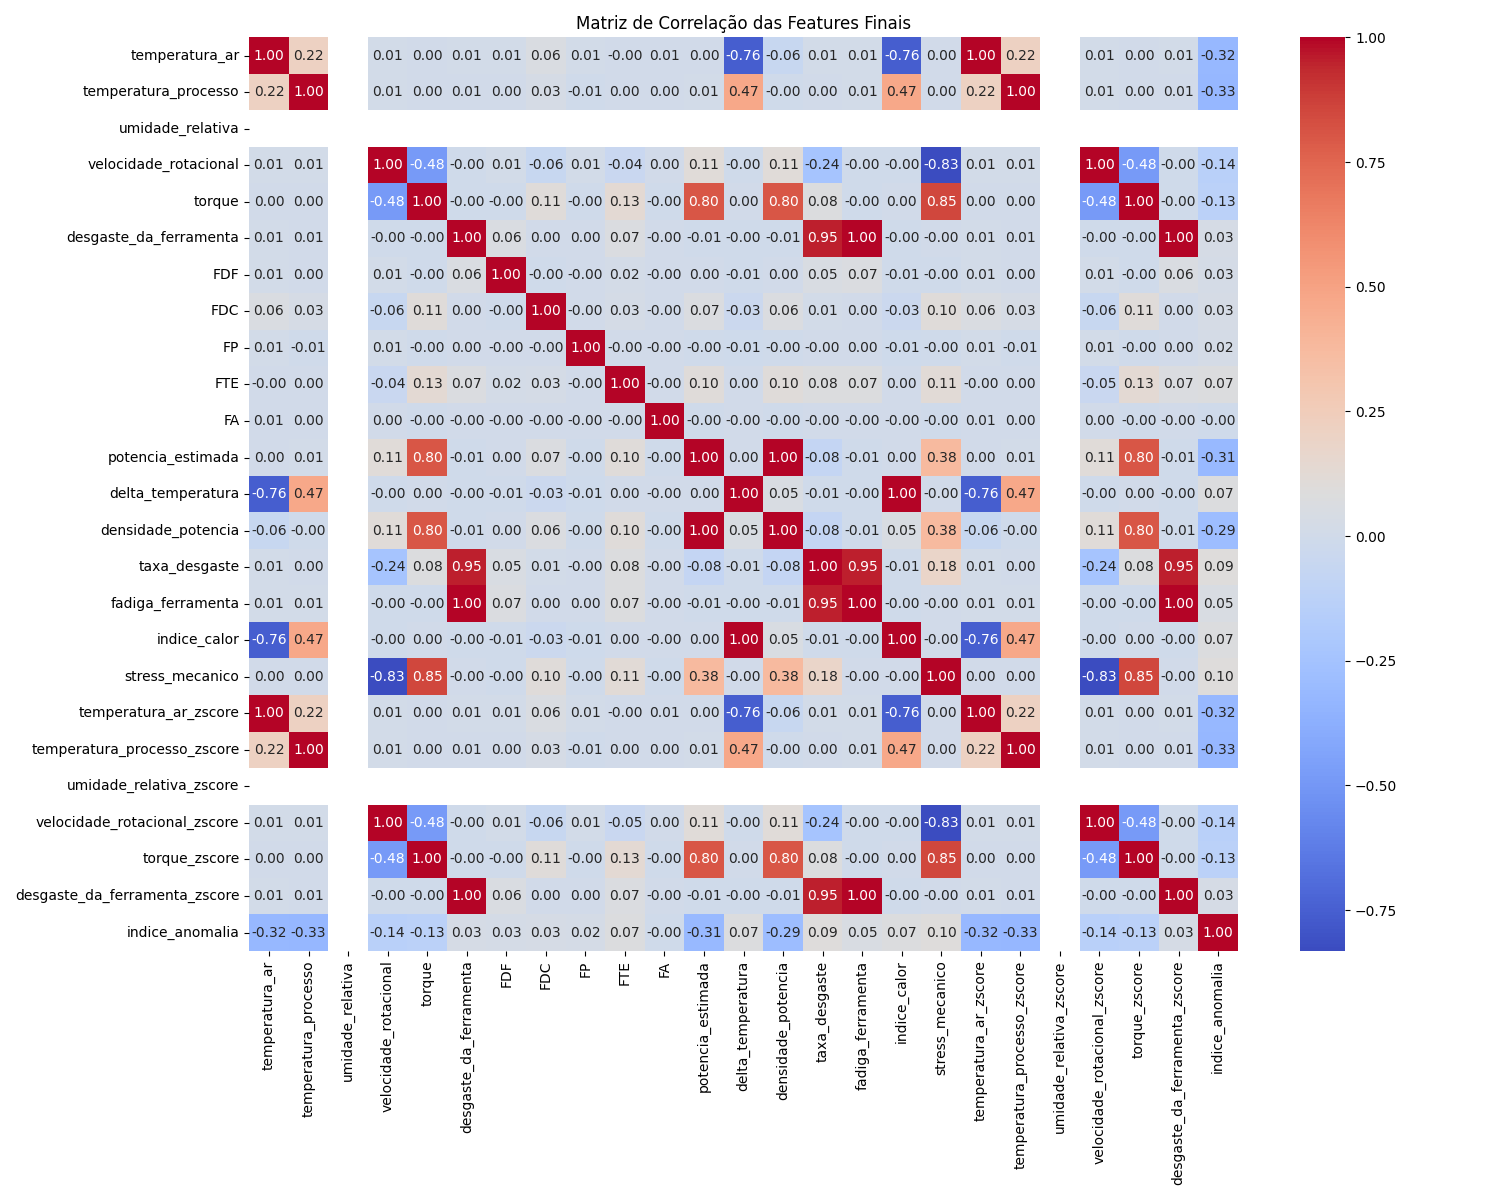 Matriz de Correlação das Features Finais
temperatura_ar 1.00 0.22 0.01 0.00 0.01 0.01 0.06 0.01 -0.00 0.01 0.00 -0.76 -0.06 0.01 0.01 -0.76 0.00 1.00 0.22 0.01 0.00 0.01 -0.32
temperatura_processo 0.22 1.00 0.01 0.00 0.01 0.00 0.03 -0.01 0.00 0.00 0.01 0.47 -0.00 0.00 0.01 0.47 0.00 0.22 1.00 0.01 0.00 0.01 -0.33
umidade_relativa
velocidade_rotacional 0.01 0.01 1.00 -0.48 -0.00 0.01 -0.06 0.01 -0.04 0.00 0.11 -0.00 0.11 -0.24 -0.00 -0.00 -0.83 0.01 0.01 1.00 -0.48 -0.00 -0.14
torque 0.00 0.00 -0.48 1.00 -0.00 -0.00 0.11 -0.00 0.13 -0.00 0.80 0.00 0.80 0.08 -0.00 0.00 0.85 0.00 0.00 -0.48 1.00 -0.00 -0.13
desgaste_da_ferramenta 0.01 0.01 -0.00 -0.00 1.00 0.06 0.00 0.00 0.07 -0.00 -0.01 -0.00 -0.01 0.95 1.00 -0.00 -0.00 0.01 0.01 -0.00 -0.00 1.00 0.03
FDF 0.01 0.00 0.01 -0.00 0.06 1.00 -0.00 -0.00 0.02 -0.00 0.00 -0.01 0.00 0.05 0.07 -0.01 -0.00 0.01 0.00 0.01 -0.00 0.06 0.03
FDC 0.06 0.03 -0.06 0.11 0.00 -0.00 1.00 -0.00 0.03 -0.00 0.07 -0.03 0.06 0.01 0.00 -0.03 0.10 0.06 0.03 -0.06 0.11 0.00 0.03
FP 0.01 -0.01 0.01 -0.00 0.00 -0.00 -0.00 1.00 -0.00 -0.00 -0.00 -0.01 -0.00 -0.00 0.00 -0.01 -0.00 0.01 -0.01 0.01 -0.00 0.00 0.02
FTE -0.00 0.00 -0.04 0.13 0.07 0.02 0.03 -0.00 1.00 -0.00 0.10 0.00 0.10 0.08 0.07 0.00 0.11 -0.00 0.00 -0.05 0.13 0.07 0.07
FA 0.01 0.00 0.00 -0.00 -0.00 -0.00 -0.00 -0.00 -0.00 1.00 -0.00 -0.00 -0.00 -0.00 -0.00 -0.00 -0.00 0.01 0.00 0.00 -0.00 -0.00 -0.00
potencia_estimada 0.00 0.01 0.11 0.80 -0.01 0.00 0.07 -0.00 0.10 -0.00 1.00 0.00 1.00 -0.08 -0.01 0.00 0.38 0.00 0.01 0.11 0.80 -0.01 -0.31
delta_temperatura -0.76 0.47 -0.00 0.00 -0.00 -0.01 -0.03 -0.01 0.00 -0.00 0.00 1.00 0.05 -0.01 -0.00 1.00 -0.00 -0.76 0.47 -0.00 0.00 -0.00 0.07
densidade_potencia -0.06 -0.00 0.11 0.80 -0.01 0.00 0.06 -0.00 0.10 -0.00 1.00 0.05 1.00 -0.08 -0.01 0.05 0.38 -0.06 -0.00 0.11 0.80 -0.01 -0.29
taxa_desgaste 0.01 0.00 -0.24 0.08 0.95 0.05 0.01 -0.00 0.08 -0.00 -0.08 -0.01 -0.08 1.00 0.95 -0.01 0.18 0.01 0.00 -0.24 0.08 0.95 0.09
fadiga_ferramenta 0.01 0.01 -0.00 -0.00 1.00 0.07 0.00 0.00 0.07 -0.00 -0.01 -0.00 -0.01 0.95 1.00 -0.00 -0.00 0.01 0.01 -0.00 -0.00 1.00 0.05
indice_calor -0.76 0.47 -0.00 0.00 -0.00 -0.01 -0.03 -0.01 0.00 -0.00 0.00 1.00 0.05 -0.01 -0.00 1.00 -0.00 -0.76 0.47 -0.00 0.00 -0.00 0.07
stress_mecanico 0.00 0.00 -0.83 0.85 -0.00 -0.00 0.10 -0.00 0.11 -0.00 0.38 -0.00 0.38 0.18 -0.00 -0.00 1.00 0.00 0.00 -0.83 0.85 -0.00 0.10
temperatura_ar_zscore 1.00 0.22 0.01 0.00 0.01 0.01 0.06 0.01 -0.00 0.01 0.00 -0.76 -0.06 0.01 0.01 -0.76 0.00 1.00 0.22 0.01 0.00 0.01 -0.32
temperatura_processo_zscore 0.22 1.00 0.01 0.00 0.01 0.00 0.03 -0.01 0.00 0.00 0.01 0.47 -0.00 0.00 0.01 0.47 0.00 0.22 1.00 0.01 0.00 0.01 -0.33
umidade_relativa_zscore
velocidade_rotacional_zscore 0.01 0.01 1.00 -0.48 -0.00 0.01 -0.06 0.01 -0.05 0.00 0.11 -0.00 0.11 -0.24 -0.00 -0.00 -0.83 0.01 0.01 1.00 -0.48 -0.00 -0.14
torque_zscore 0.00 0.00 -0.48 1.00 -0.00 -0.00 0.11 -0.00 0.13 -0.00 0.80 0.00 0.80 0.08 -0.00 0.00 0.85 0.00 0.00 -0.48 1.00 -0.00 -0.13
desgaste_da_ferramenta_zscore 0.01 0.01 -0.00 -0.00 1.00 0.06 0.00 0.00 0.07 -0.00 -0.01 -0.00 -0.01 0.95 1.00 -0.00 -0.00 0.01 0.01 -0.00 -0.00 1.00 0.03
indice_anomalia -0.32 -0.33 -0.14 -0.13 0.03 0.03 0.03 0.02 0.07 -0.00 -0.31 0.07 -0.29 0.09 0.05 0.07 0.10 -0.32 -0.33 -0.14 -0.13 0.03 1.00
temperatura_ar
temperatura_processo
umidade_relativa
velocidade_rotacional
torque
desgaste_da_ferramenta
FDF
FDC
FP
FTE
FA
potencia_estimada
delta_temperatura
densidade_potencia
taxa_desgaste
fadiga_ferramenta
indice_calor
stress_mecanico
temperatura_ar_zscore
temperatura_processo_zscore
umidade_relativa_zscore
velocidade_rotacional_zscore
torque_zscore
desgaste_da_ferramenta_zscore
indice_anomalia
1.00
0.75
0.50
0.25
0.00
−0.25
−0.50
−0.75